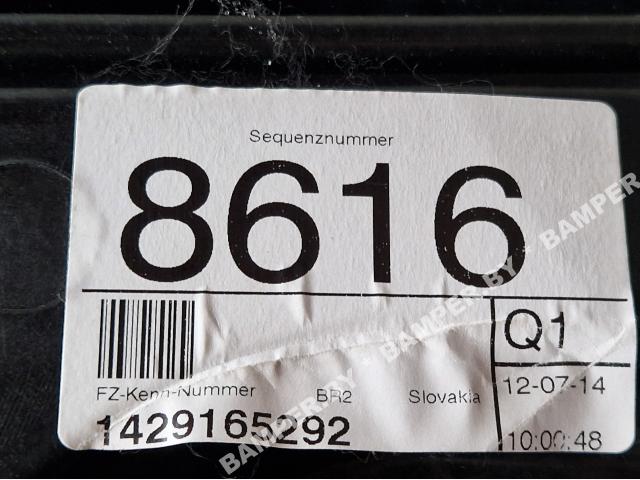 Sequenznummer
8616
Q1
FZ-Kenn-Nummer BR2 Slovakia
12-07-14
1429165292
10:00:48
* BAMPER.BY * BAMPER.BY * BAMPER.BY